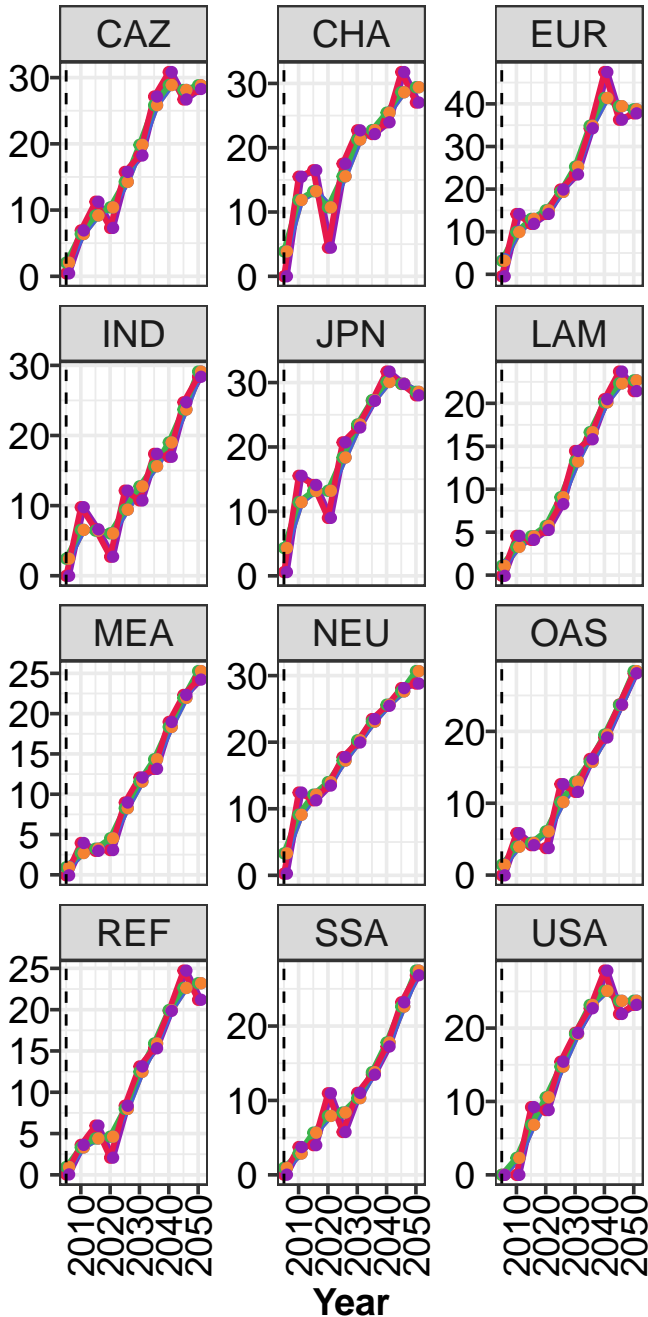 CAZ CHA EUR
30 30 40
20 20 30
10 10 20
0 0 10
0
IND JPN LAM
30 30 20
20 20 15
10 10 10
0 0 5
0
MEA NEU OAS
25 30 20
20 20 10
15 10 0
10 0
5
0
REF SSA USA
25 20 20
20 10 10
15 0 0
10
5
0
2010 2020 2030 2040 2050 2010 2020 2030 2040 2050 2010 2020 2030 2040 2050
Year